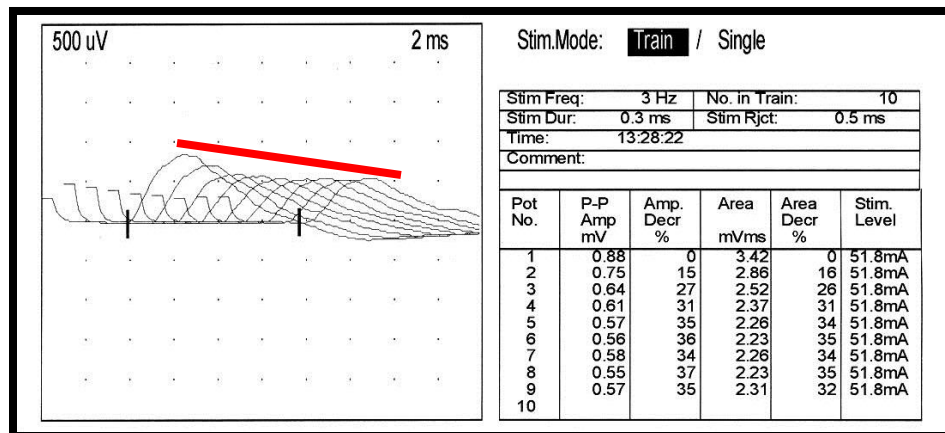 500 uV 2 ms
Stim.Mode: Train / Single
Stim Freq: 3 Hz No. in Train: 10
Stim Dur: 0.3 ms Stim Rjct: 0.5 ms
Time: 13:28:22
Comment:
Pot No. P-P Amp mV Amp. Decr % Area mVms Area Decr % Stim. Level
1 0.88 0 3.42 0 51.8mA
2 0.75 15 2.86 16 51.8mA
3 0.64 27 2.52 26 51.8mA
4 0.61 31 2.37 31 51.8mA
5 0.57 35 2.26 34 51.8mA
6 0.56 36 2.23 35 51.8mA
7 0.58 34 2.26 34 51.8mA
8 0.55 37 2.23 35 51.8mA
9 0.57 35 2.31 32 51.8mA
10